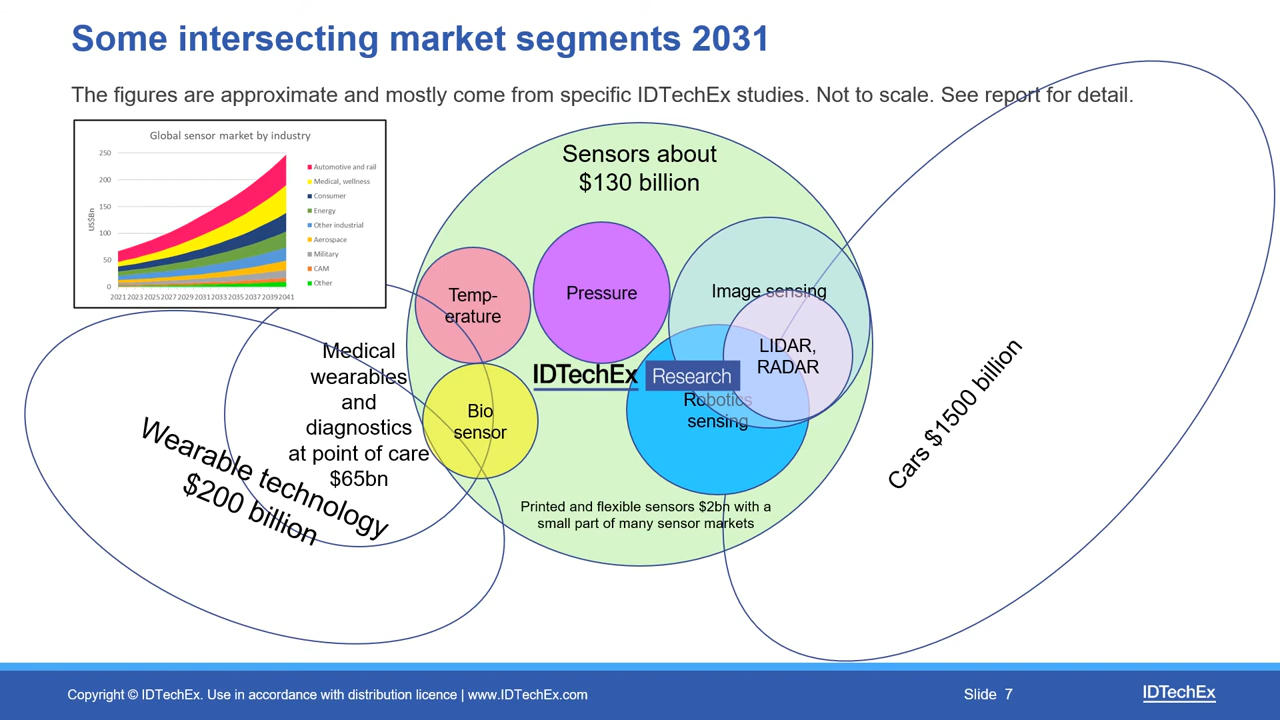 Some intersecting market segments 2031
The figures are approximate and mostly come from specific IDTechEx studies. Not to scale. See report for detail.
Global sensor market by industry
250
200
150
100
50
0
US$Bn
2021 2023 2025 2027 2029 2031 2033 2035 2037 2039 2041
Automotive and rail
Medical, wellness
Consumer
Energy
Other industrial
Aerospace
Military
CAM
Other
Sensors about
$130 billion
Temp-
erature
Pressure
Image sensing
LIDAR,
RADAR
IDTechEx Research
Robotics
sensing
Bio
sensor
Medical
wearables
and
diagnostics
at point of care
$65bn
Wearable technology
$200 billion
Cars $1500 billion
Printed and flexible sensors $2bn with a
small part of many sensor markets
Copyright © IDTechEx. Use in accordance with distribution licence | www.IDTechEx.com
Slide 7
IDTechEx